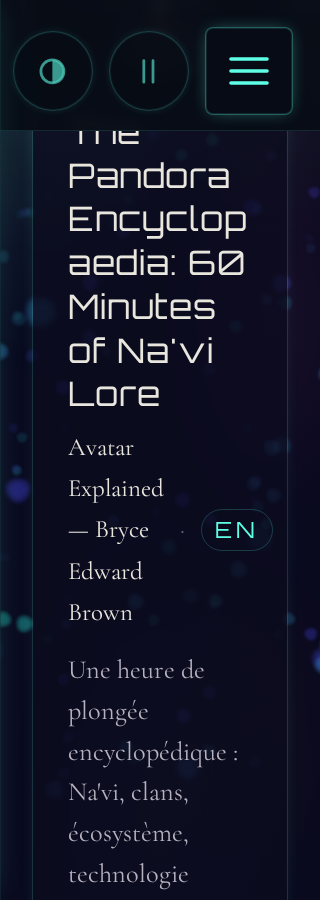 The
Pandora
Encyclop
aedia: 60
Minutes
of Na'vi
Lore
Avatar
Explained
— Bryce
Edward
Brown
·
EN
Une heure de
plongée
encyclopédique :
Na'vi, clans,
écosystème,
technologie